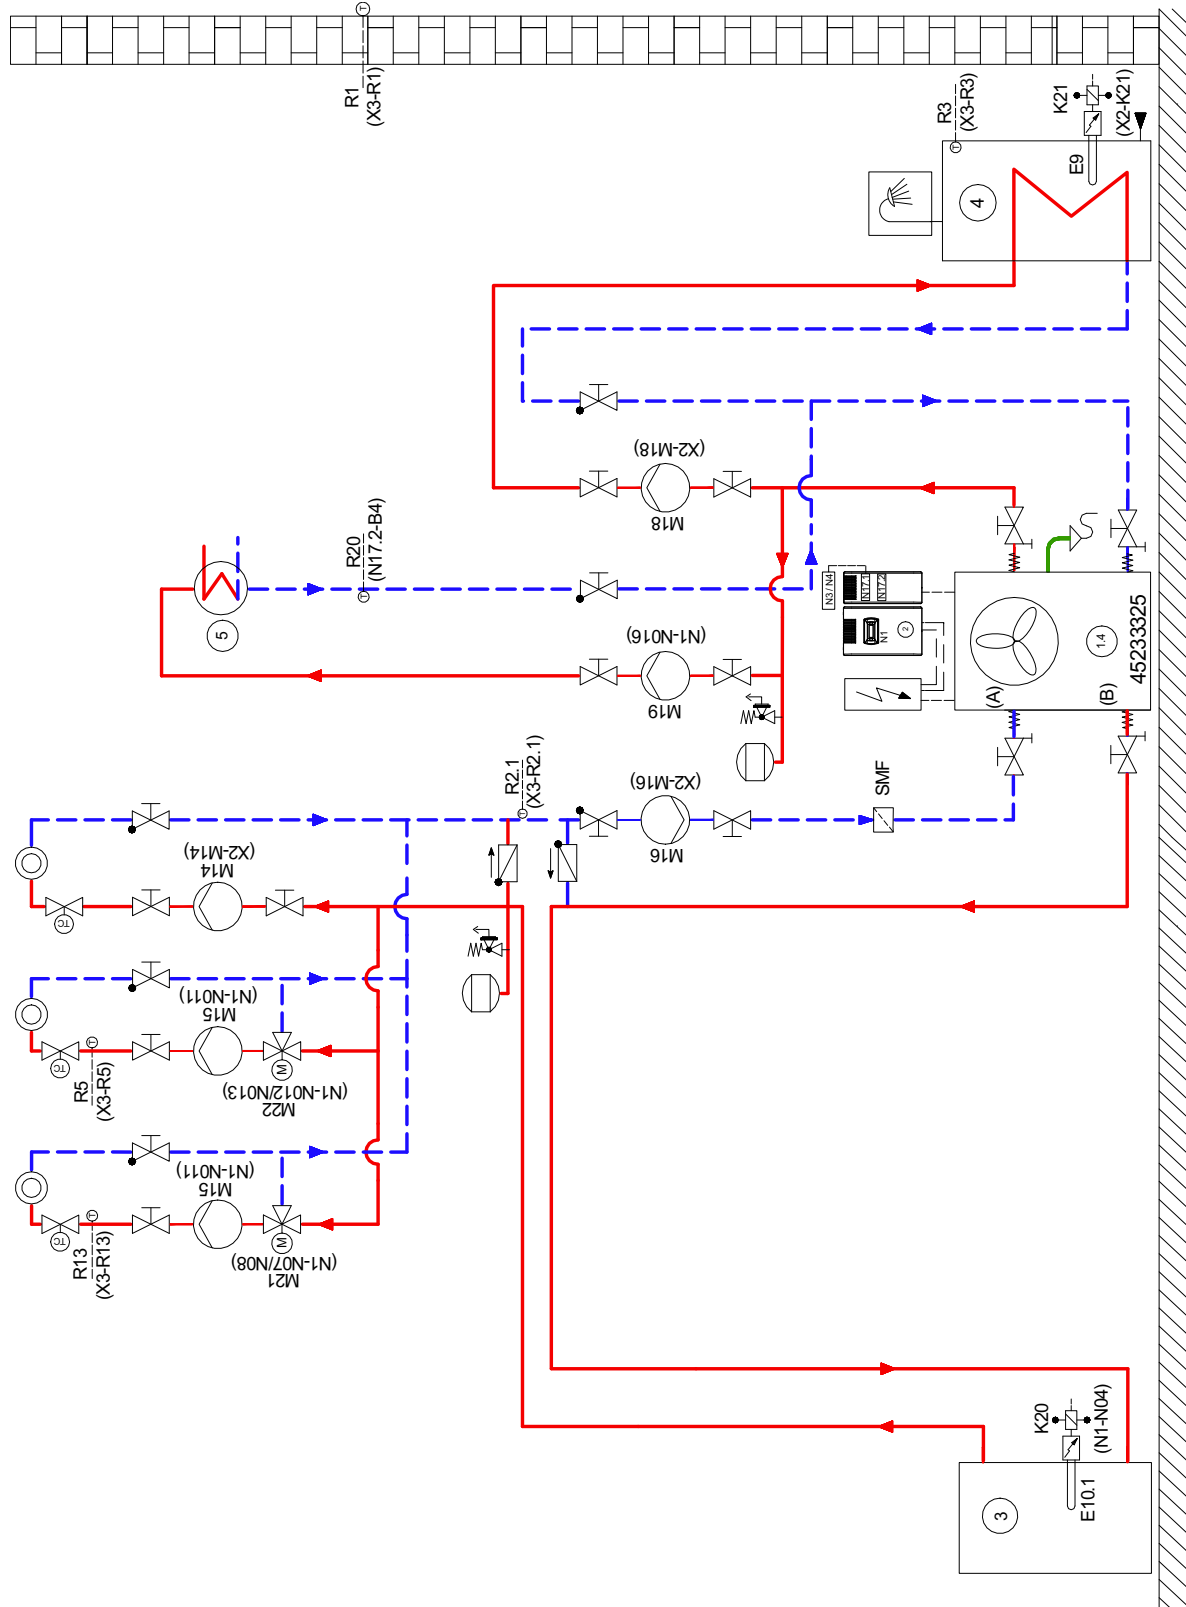 R1
(X3-R1)
R3
(X3-R3)
K21
(X2-K21)
E9
4
M18
(X2-M18)
R20
(N17.2-B4)
5
M19
(N1-N016)
N3 / N4
N17.1
N17.2
N1
2
1.4
45233325
(A)
(B)
R2.1
(X3-R2.1)
M16
(X2-M16)
SMF
M14
(X2-M14)
TC
M15
(N1-N011)
M22
(N1-N012/N013)
M
R5
(X3-R5)
TC
T
M15
(N1-N011)
M21
(N1-N07/N08)
M
R13
(X3-R13)
TC
T
T
T
T
T
K20
(N1-N04)
E10.1
3